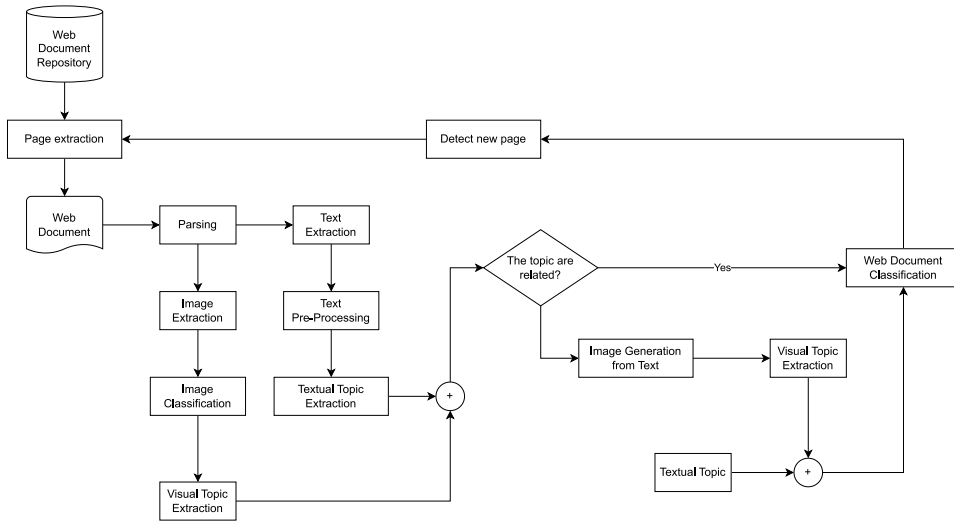 Web
Document
Repository
Page extraction
Detect new page
Web
Document
Parsing
Text
Extraction
The topic are
related?
Yes
Web Document
Classification
Image
Extraction
Text
Pre-Processing
Image Generation
from Text
Visual Topic
Extraction
Image
Classification
Textual Topic
Extraction
+
Textual Topic
+
Visual Topic
Extraction